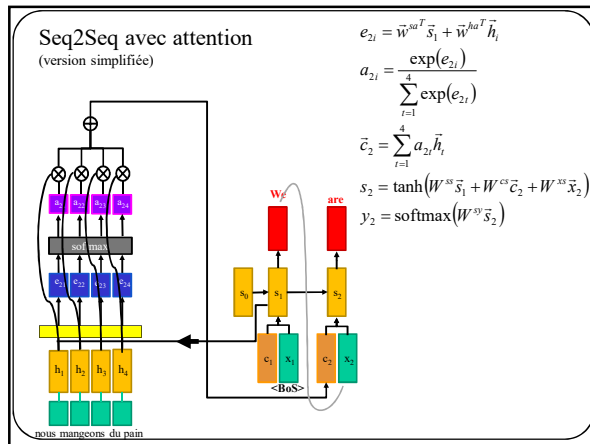 Seq2Seq avec attention
(version simplifiée)
e_{2i} = \vec{w}^{sa^T} \vec{s}_1 + \vec{w}^{ha^T} \vec{h}_i
a_{2i} = \frac{\exp(e_{2i})}{\sum_{t=1}^{4} \exp(e_{2t})}
\vec{c}_2 = \sum_{t=1}^{4} a_{2t} \vec{h}_t
s_2 = \tanh(W^{ss} \vec{s}_1 + W^{cs} \vec{c}_2 + W^{xs} \vec{x}_2)
y_2 = softmax(W^{sy} \vec{s}_2)
a_{21} a_{22} a_{23} a_{24}
softmax
e_{21} e_{22} e_{23} e_{24}
h_1 h_2 h_3 h_4
nous mangeons du pain
We are
s_0 s_1 s_2
c_1 x_1 c_2 x_2
<BoS>